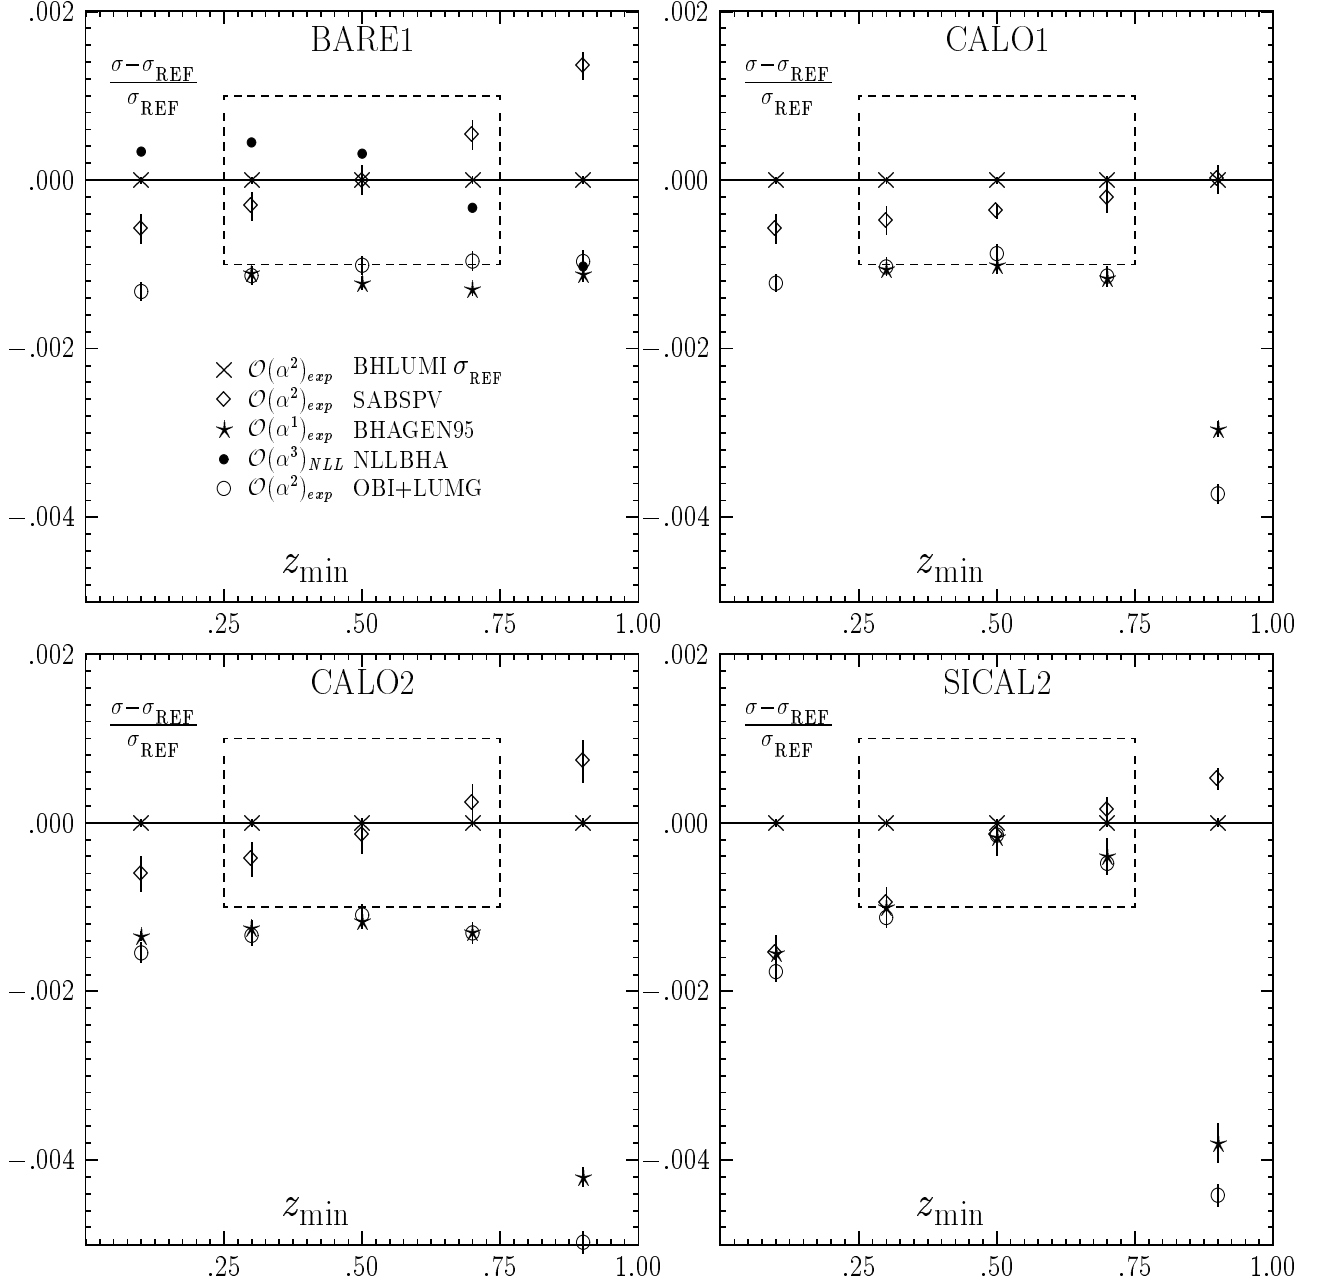 .002
BARE1
σ−σREF
σREF
.000
−.002
× O(α²)exp BHLUMI σREF
◇ O(α²)exp SABSPV
★ O(α¹)exp BHAGEN95
● O(α³)NLL NLLBHA
○ O(α²)exp OBI+LUMG
−.004
zmin
.25 .50 .75 1.00
.002
CALO1
σ−σREF
σREF
.000
−.002
−.004
zmin
.25 .50 .75 1.00
.002
CALO2
σ−σREF
σREF
.000
−.002
−.004
zmin
.25 .50 .75 1.00
.002
SICAL2
σ−σREF
σREF
.000
−.002
−.004
zmin
.25 .50 .75 1.00